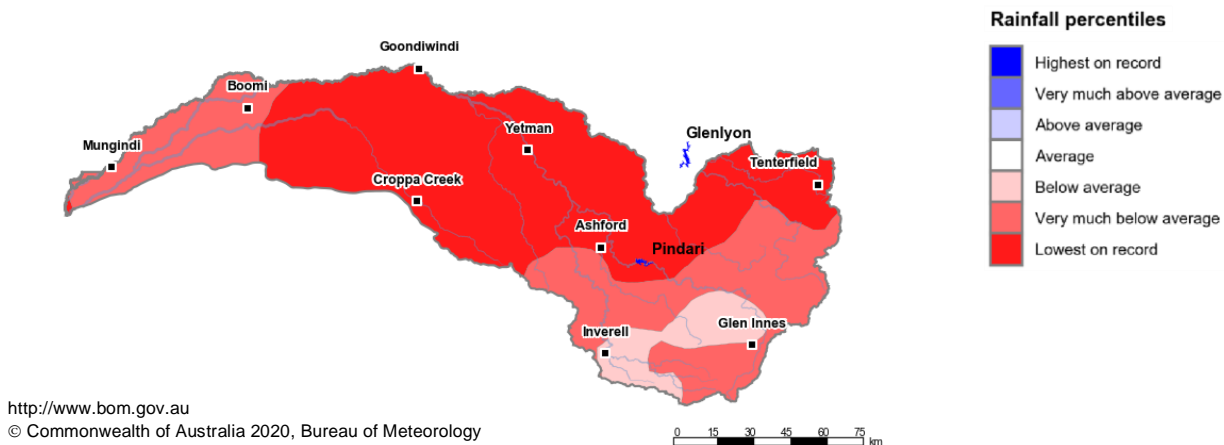 Goondiwindi
Boomi
Mungindi
Yetman
Glenlyon
Tenterfield
Croppa Creek
Ashford
Pindari
Inverell
Glen Innes
Rainfall percentiles
Highest on record
Very much above average
Above average
Average
Below average
Very much below average
Lowest on record
http://www.bom.gov.au
© Commonwealth of Australia 2020, Bureau of Meteorology
0 15 30 45 60 75
km